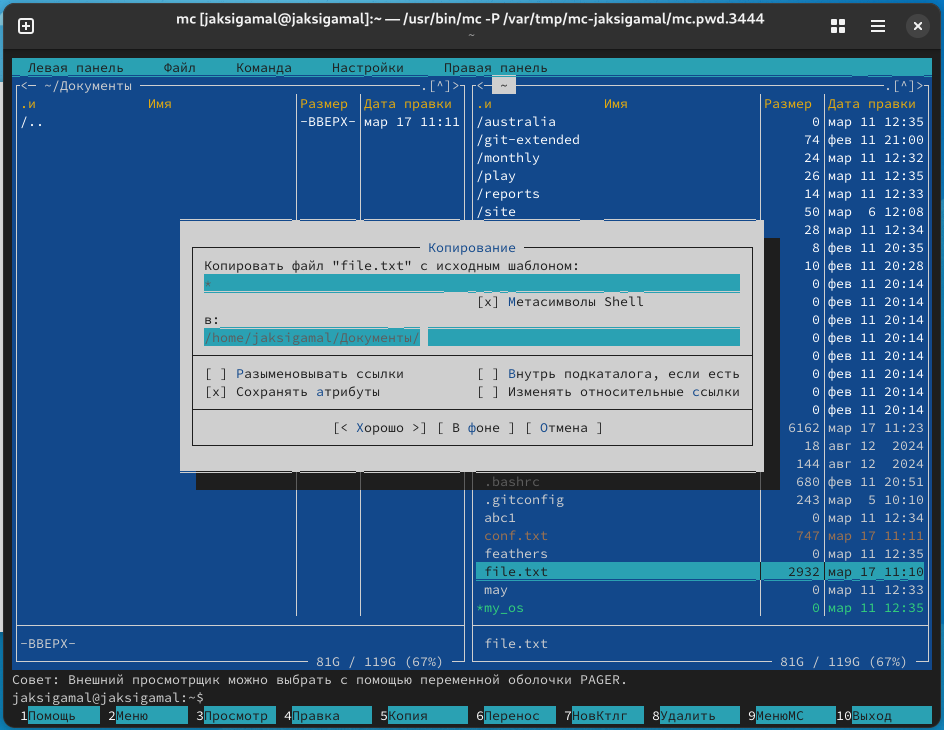 mc [jaksigamal@jaksigamal]:~ — /usr/bin/mc -P /var/tmp/mc-jaksigamal/mc.pwd.3444
~
Левая панель Файл Команда Настройки Правая панель
<— ~/Документы .[^]> <— ~ .[^]>
.и Имя Размер Дата правки .и Имя Размер Дата правки
/.. -ВВЕРХ- мар 17 11:11 /australia 0 мар 11 12:35
/git-extended 74 фев 11 21:00
/monthly 24 мар 11 12:32
/play 26 мар 11 12:35
/reports 14 мар 11 12:33
/site 50 мар 6 12:08
28 мар 11 12:34
Копирование 8 фев 11 20:35
Копировать файл "file.txt" с исходным шаблоном: 10 фев 11 20:28
* 0 фев 11 20:14
[x] Метасимволы Shell 0 фев 11 20:14
в: 0 фев 11 20:14
/home/jaksigamal/Документы/ 0 фев 11 20:14
0 фев 11 20:14
[ ] Разыменовывать ссылки [ ] Внутрь подкаталога, если есть 0 фев 11 20:14
[x] Сохранять атрибуты [ ] Изменять относительные ссылки 0 фев 11 20:14
0 фев 11 20:14
[< Хорошо >] [ В фоне ] [ Отмена ] 6162 мар 17 11:23
18 авг 12 2024
144 авг 12 2024
.bashrc 680 фев 11 20:51
.gitconfig 243 мар 5 10:10
abc1 0 мар 11 12:34
conf.txt 747 мар 17 11:11
feathers 0 мар 11 12:35
file.txt 2932 мар 17 11:10
may 0 мар 11 12:33
*my_os 0 мар 11 12:35
-ВВЕРХ- file.txt
81G / 119G (67%) 81G / 119G (67%)
Совет: Внешний просмотрщик можно выбрать с помощью переменной оболочки PAGER.
jaksigamal@jaksigamal:~$
1Помощь 2Меню 3Просмотр 4Правка 5Копия 6Перенос 7НовКтлг 8Удалить 9МенюМС 10Выход